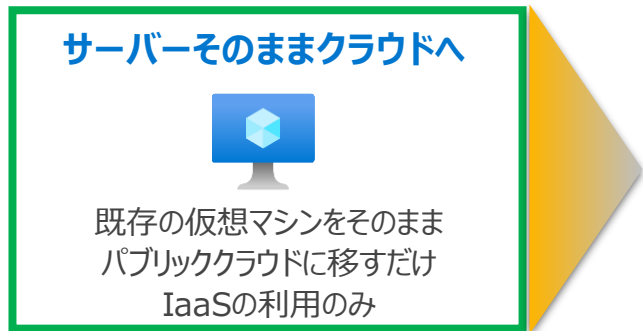 サーバーそのままクラウドへ
既存の仮想マシンをそのまま
パブリッククラウドに移すだけ
IaaSの利用のみ